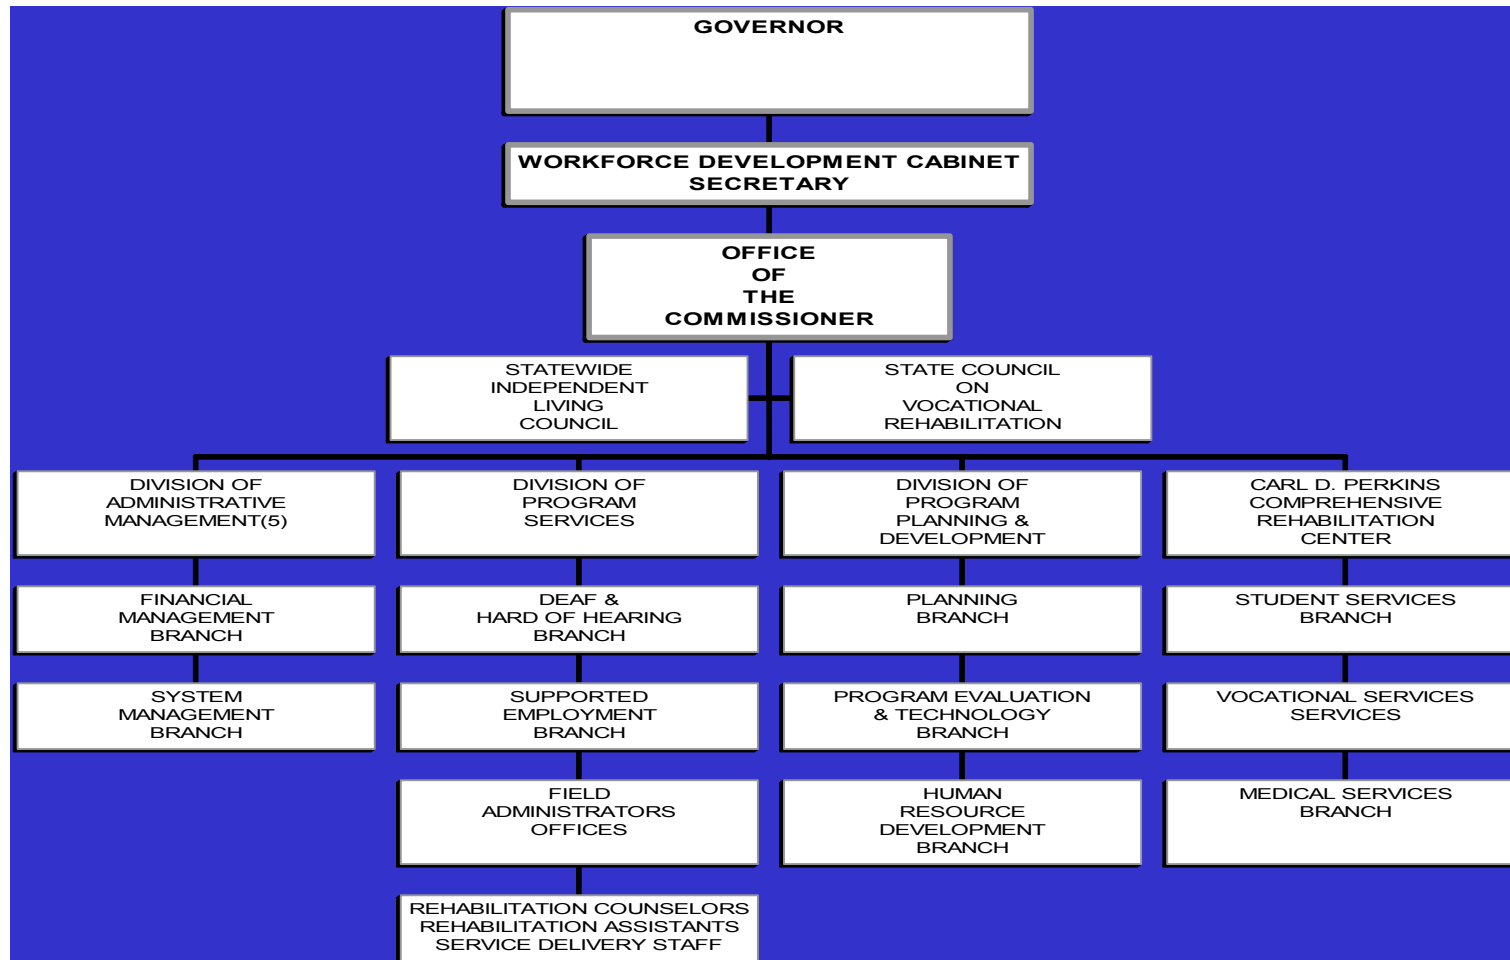 GOVERNOR
WORKFORCE DEVELOPMENT CABINET
SECRETARY
OFFICE
OF
THE
COMMISSIONER
STATEWIDE
INDEPENDENT
LIVING
COUNCIL
STATE COUNCIL
ON
VOCATIONAL
REHABILITATION
DIVISION OF
ADMINISTRATIVE
MANAGEMENT(5)
DIVISION OF
PROGRAM
SERVICES
DIVISION OF
PROGRAM
PLANNING &
DEVELOPMENT
CARL D. PERKINS
COMPREHENSIVE
REHABILITATION
CENTER
FINANCIAL
MANAGEMENT
BRANCH
DEAF &
HARD OF HEARING
BRANCH
PLANNING
BRANCH
STUDENT SERVICES
BRANCH
SYSTEM
MANAGEMENT
BRANCH
SUPPORTED
EMPLOYMENT
BRANCH
PROGRAM EVALUATION
& TECHNOLOGY
BRANCH
VOCATIONAL SERVICES
SERVICES
FIELD
ADMINISTRATORS
OFFICES
HUMAN
RESOURCE
DEVELOPMENT
BRANCH
MEDICAL SERVICES
BRANCH
REHABILITATION COUNSELORS
REHABILITATION ASSISTANTS
SERVICE DELIVERY STAFF